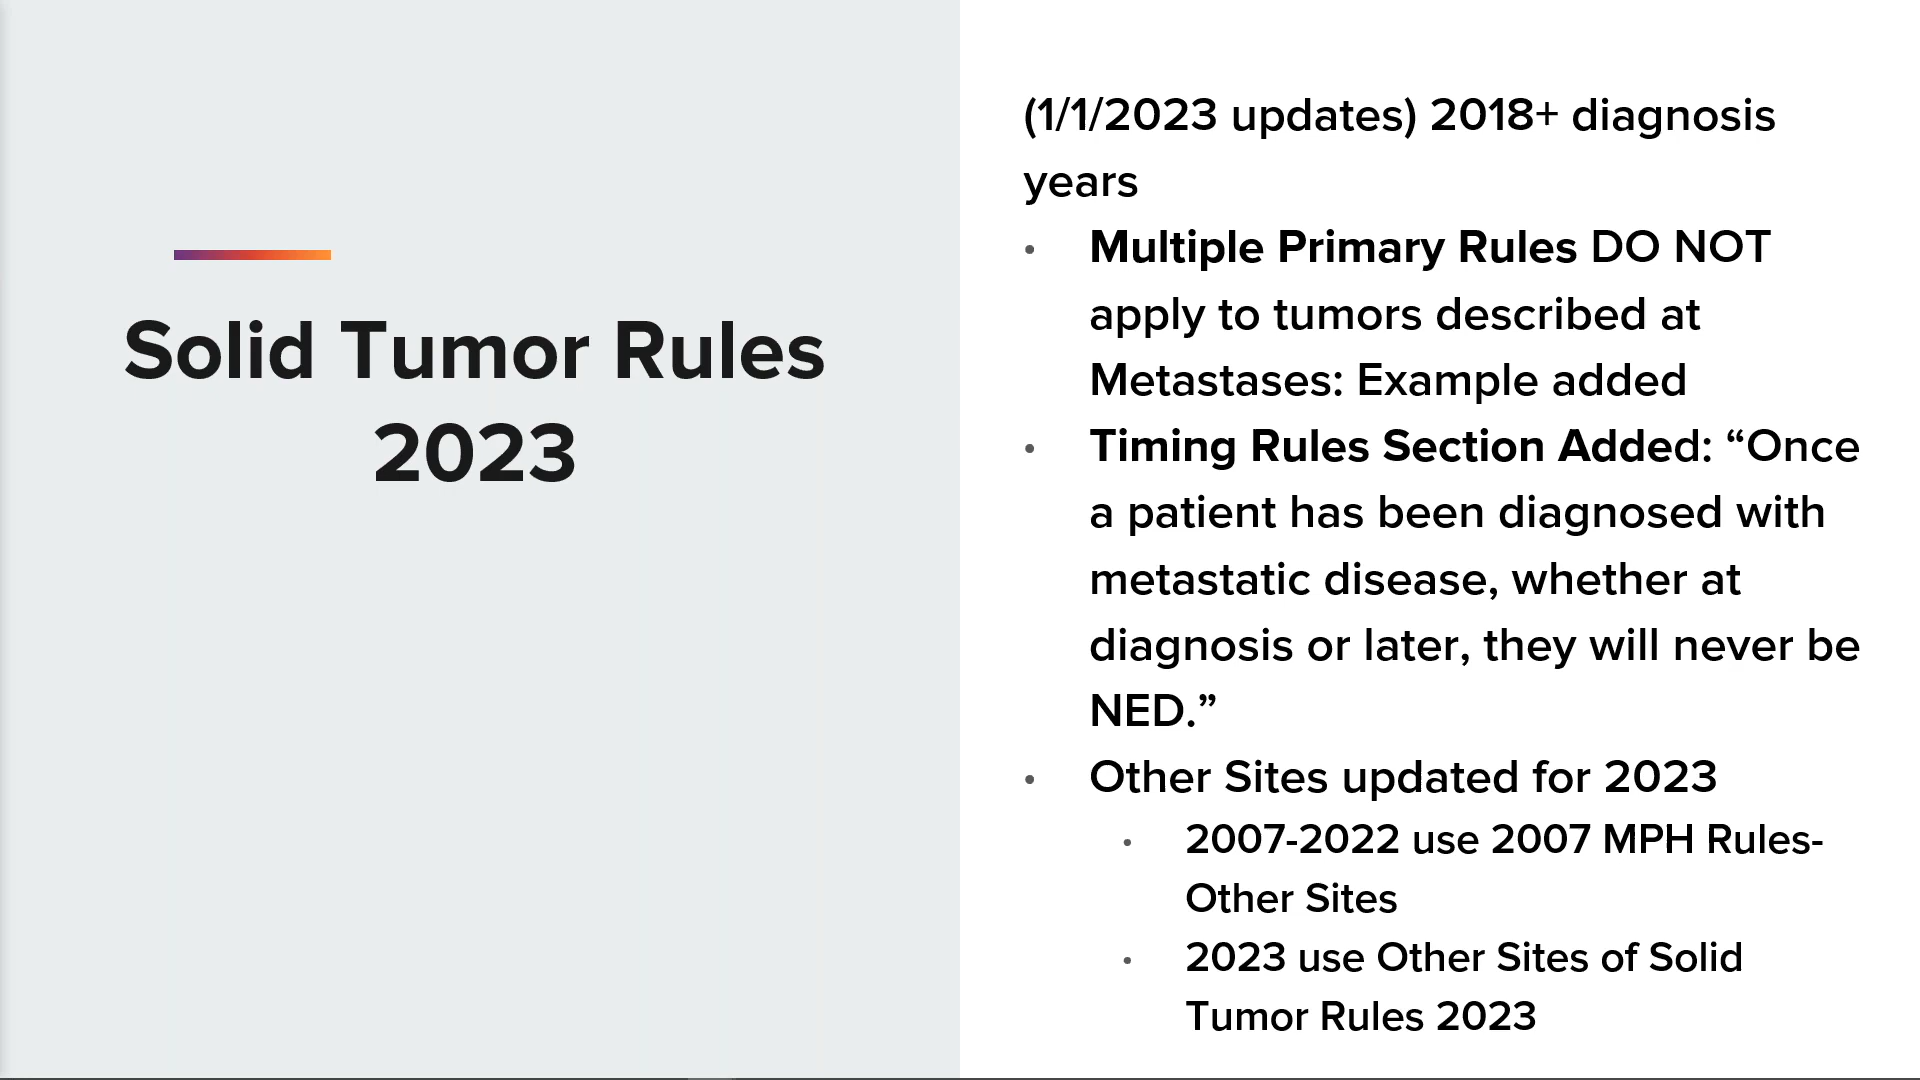 Solid Tumor Rules
2023
(1/1/2023 updates) 2018+ diagnosis
years
• Multiple Primary Rules DO NOT
apply to tumors described at
Metastases: Example added
• Timing Rules Section Added: “Once
a patient has been diagnosed with
metastatic disease, whether at
diagnosis or later, they will never be
NED.”
• Other Sites updated for 2023
• 2007-2022 use 2007 MPH Rules-
Other Sites
• 2023 use Other Sites of Solid
Tumor Rules 2023